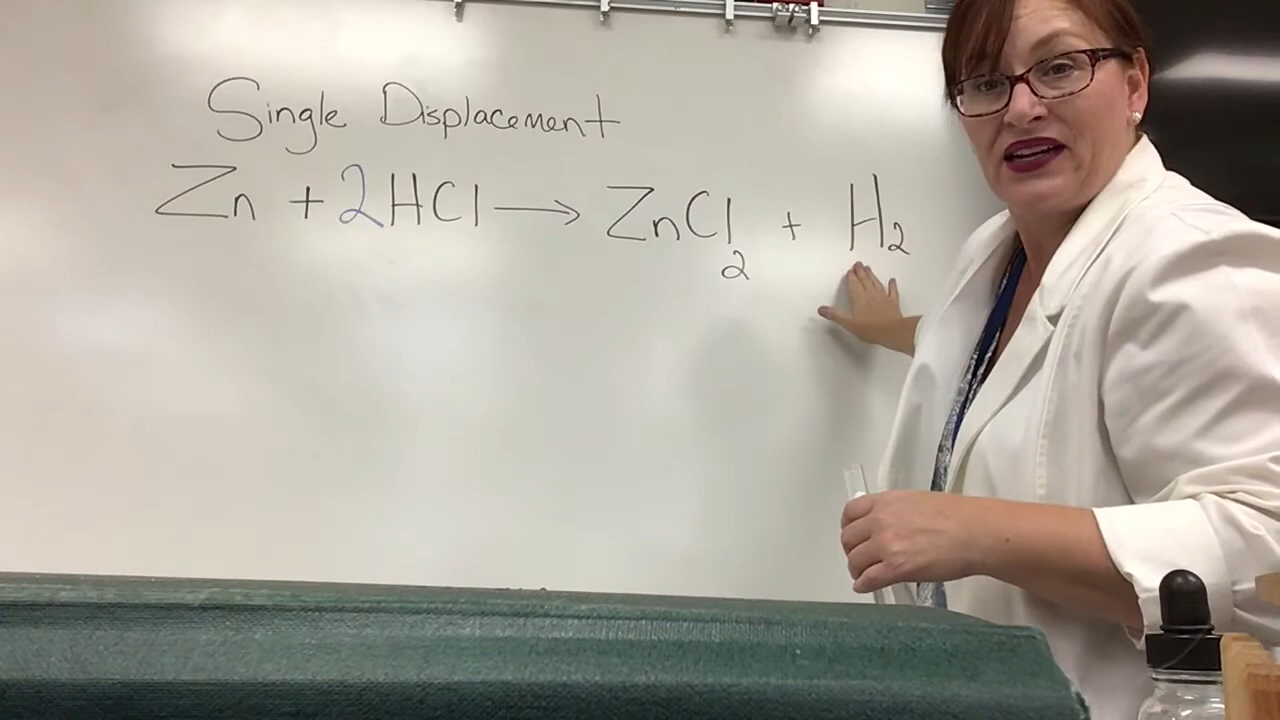 Single Displacement
Zn + 2HCl → ZnCl₂ + H₂